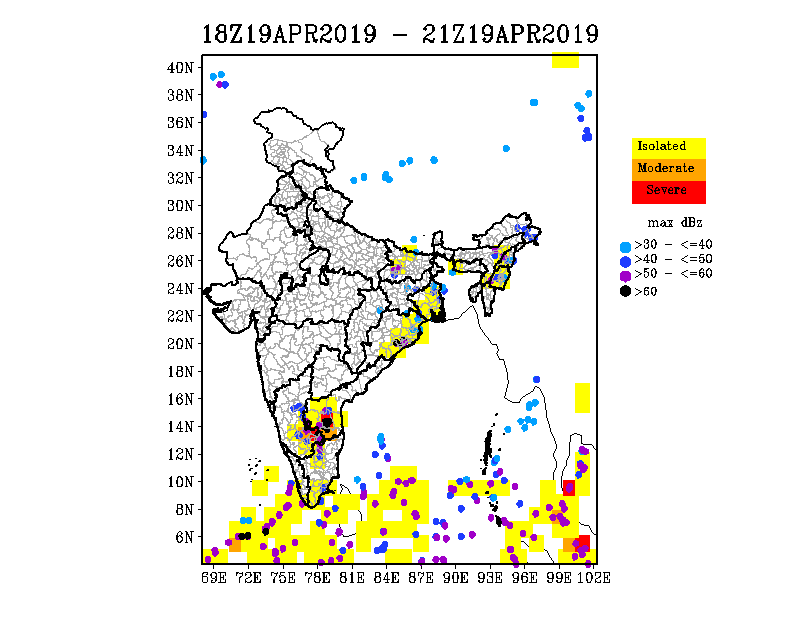 18Z19APR2019 - 21Z19APR2019
40N
38N
36N
34N
32N
30N
28N
26N
24N
22N
20N
18N
16N
14N
12N
10N
8N
6N
69E 72E 75E 78E 81E 84E 87E 90E 93E 96E 99E 102E
Isolated
Moderate
Severe
max dBz
>30 - <=40
>40 - <=50
>50 - <=60
>60